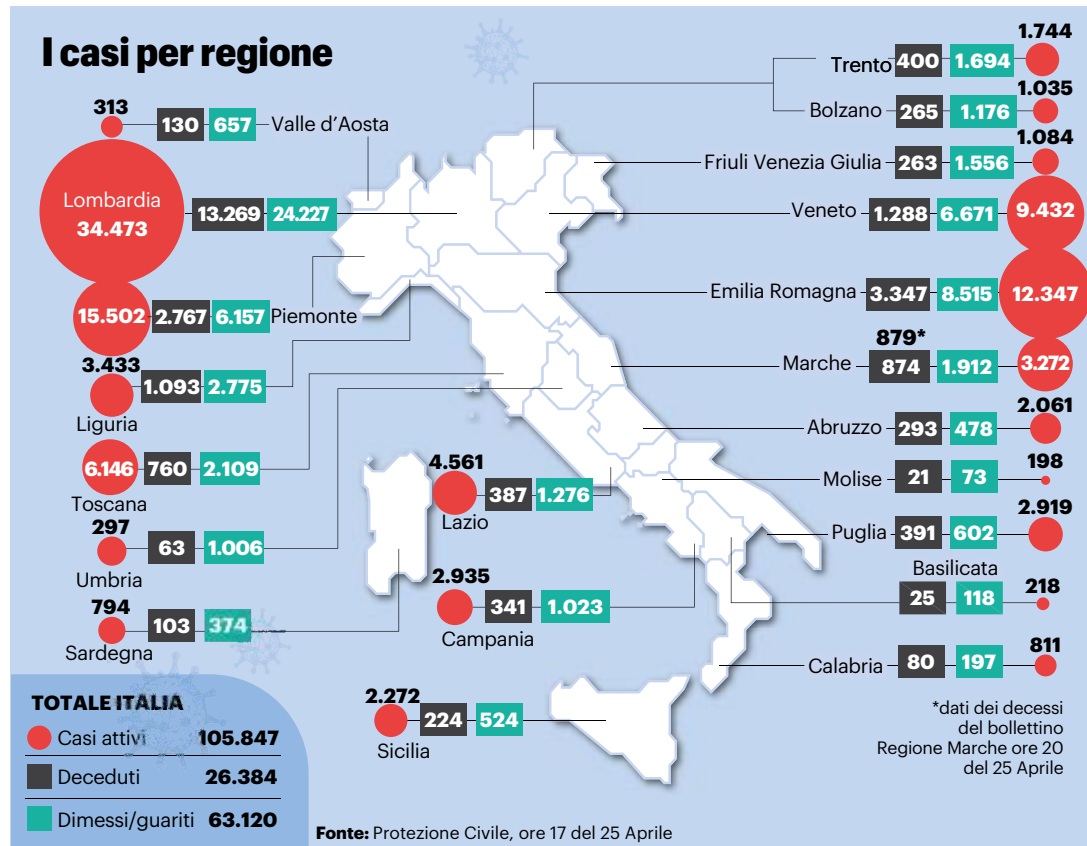 I casi per regione
313
130 657 Valle d'Aosta
Lombardia
34.473
13.269 24.227
15.502 2.767 6.157 Piemonte
3.433
1.093 2.775
Liguria
6.146 760 2.109
Toscana
297
63 1.006
Umbria
794
103 374
Sardegna
4.561
387 1.276
Lazio
2.935
341 1.023
Campania
2.272
224 524
Sicilia
1.744
Trento 400 1.694
1.035
Bolzano 265 1.176
1.084
Friuli Venezia Giulia 263 1.556
Veneto 1.288 6.671 9.432
Emilia Romagna 3.347 8.515 12.347
879*
Marche 874 1.912 3.272
2.061
Abruzzo 293 478
198
Molise 21 73
2.919
Puglia 391 602
Basilicata
218
25 118
811
Calabria 80 197
*dati dei decessi
del bollettino
Regione Marche ore 20
del 25 Aprile
TOTALE ITALIA
Casi attivi 105.847
Deceduti 26.384
Dimessi/guariti 63.120
Fonte: Protezione Civile, ore 17 del 25 Aprile